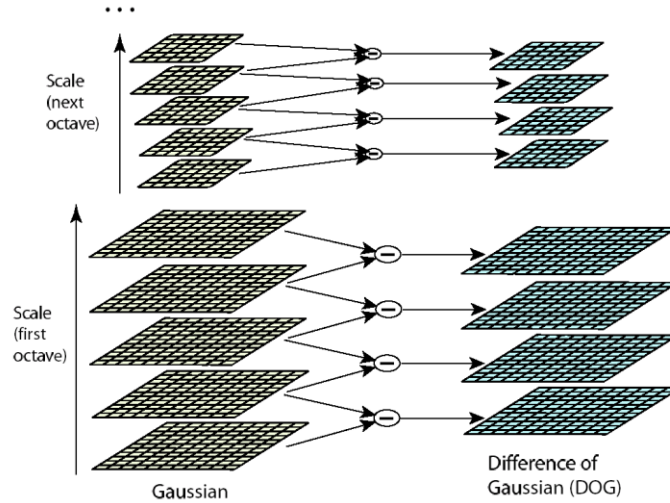 ...
Scale
(next
octave)
Scale
(first
octave)
Gaussian
Difference of
Gaussian (DOG)